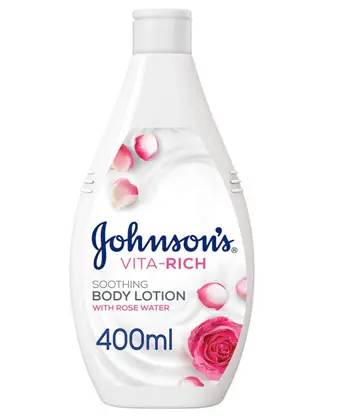 Johnson's®
VITA-RICH
SOOTHING
BODY LOTION
WITH ROSE WATER
400ml